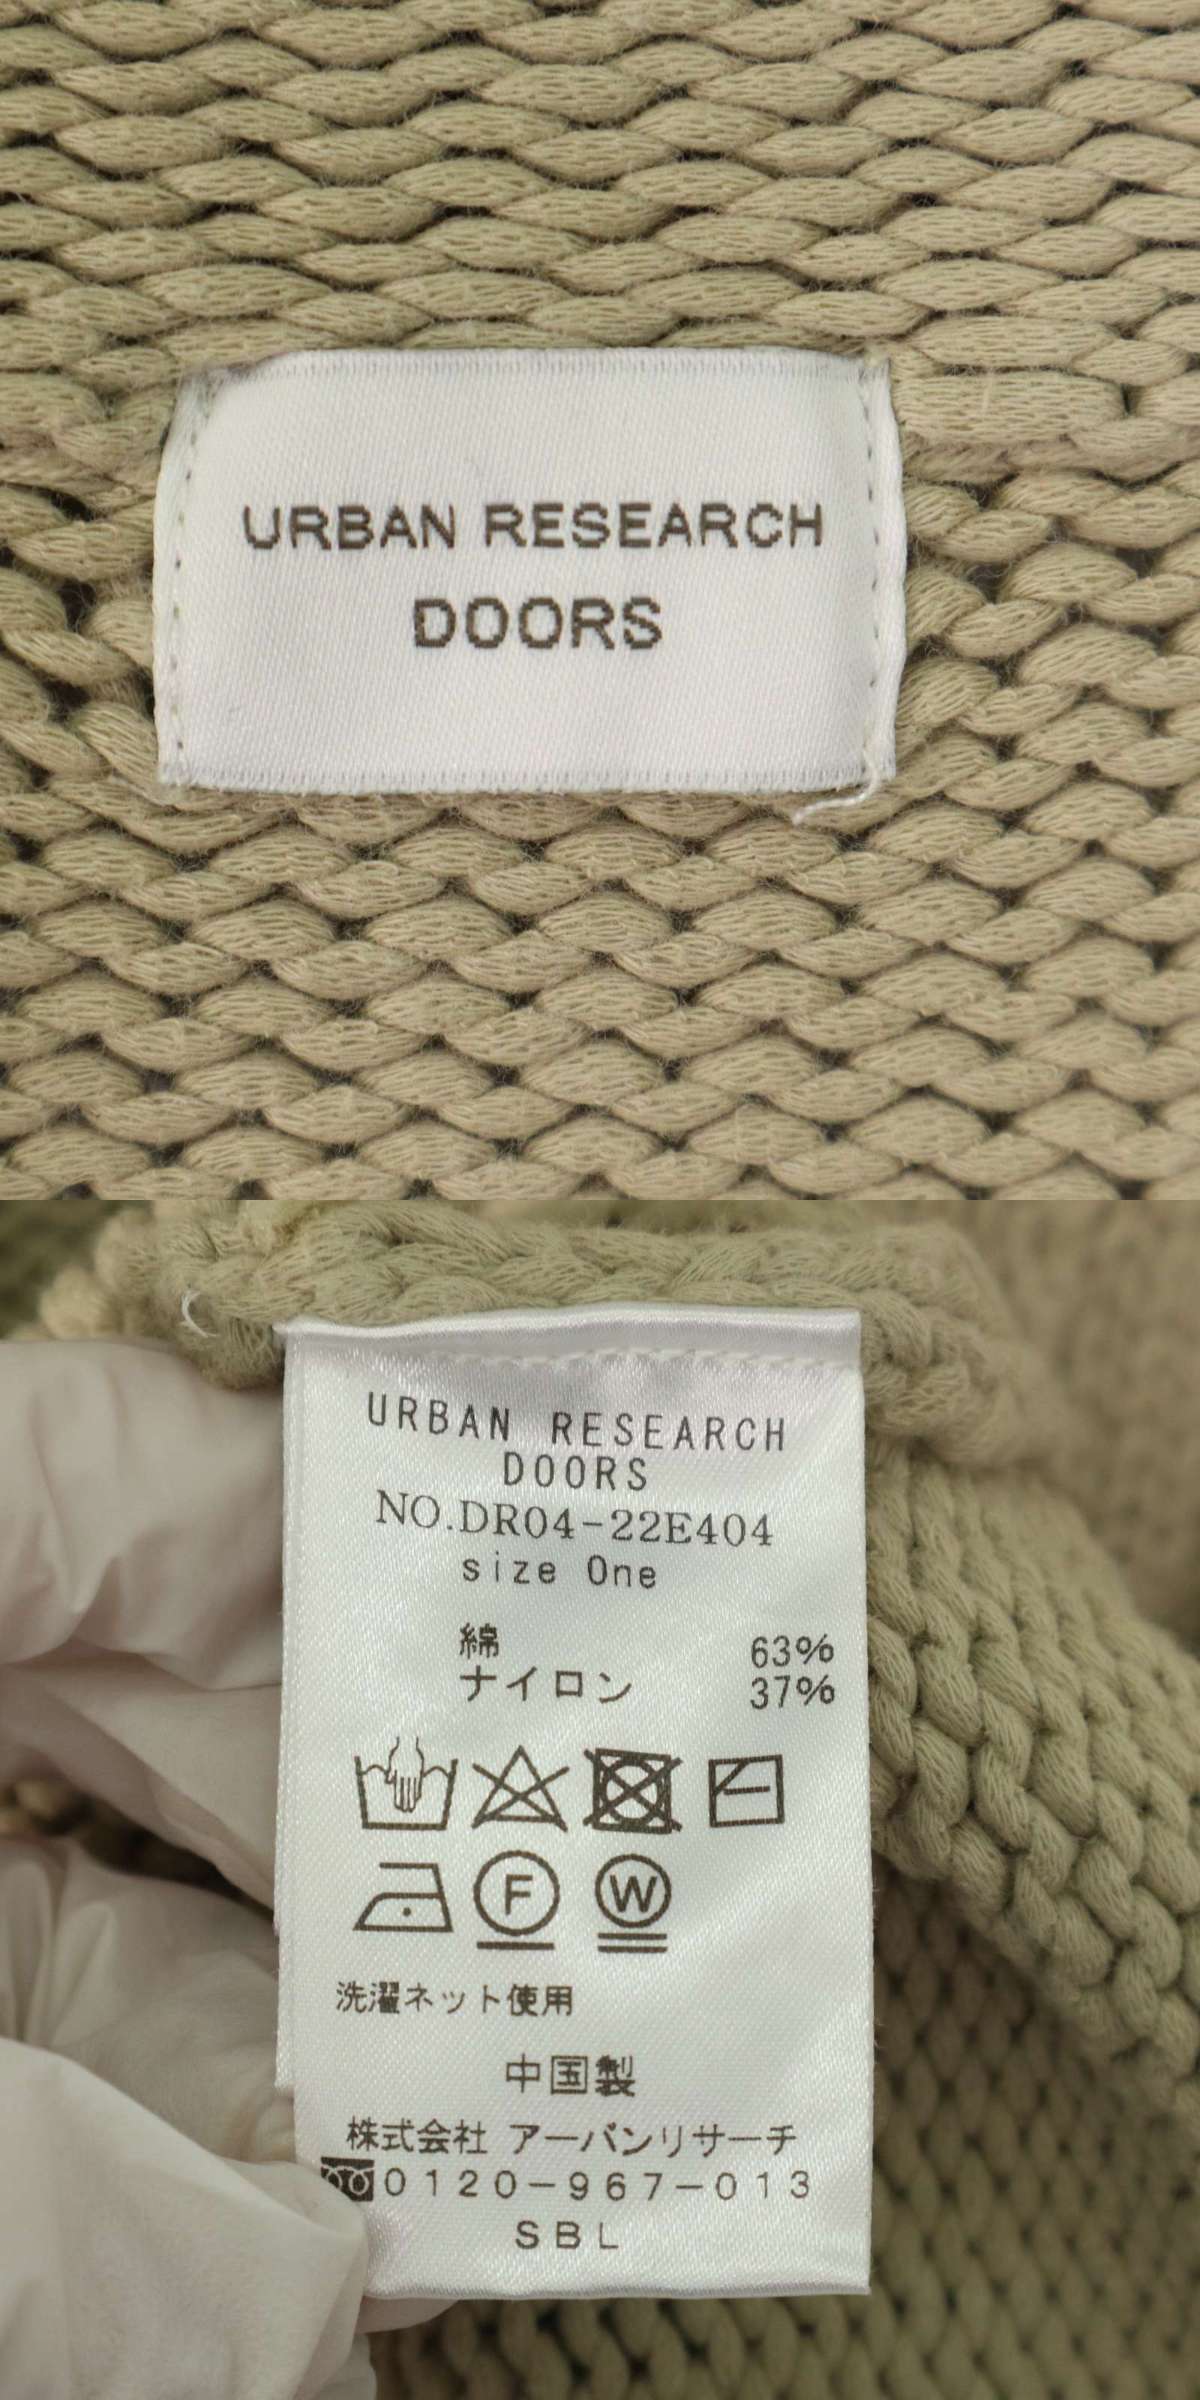 URBAN RESEARCH
DOORS
URBAN RESEARCH
DOORS
NO.DR04-22E404
size One
綿 63%
ナイロン 37%
F W
洗濯ネット使用
中国製
株式会社 アーバンリサーチ
0120-967-013
SBL